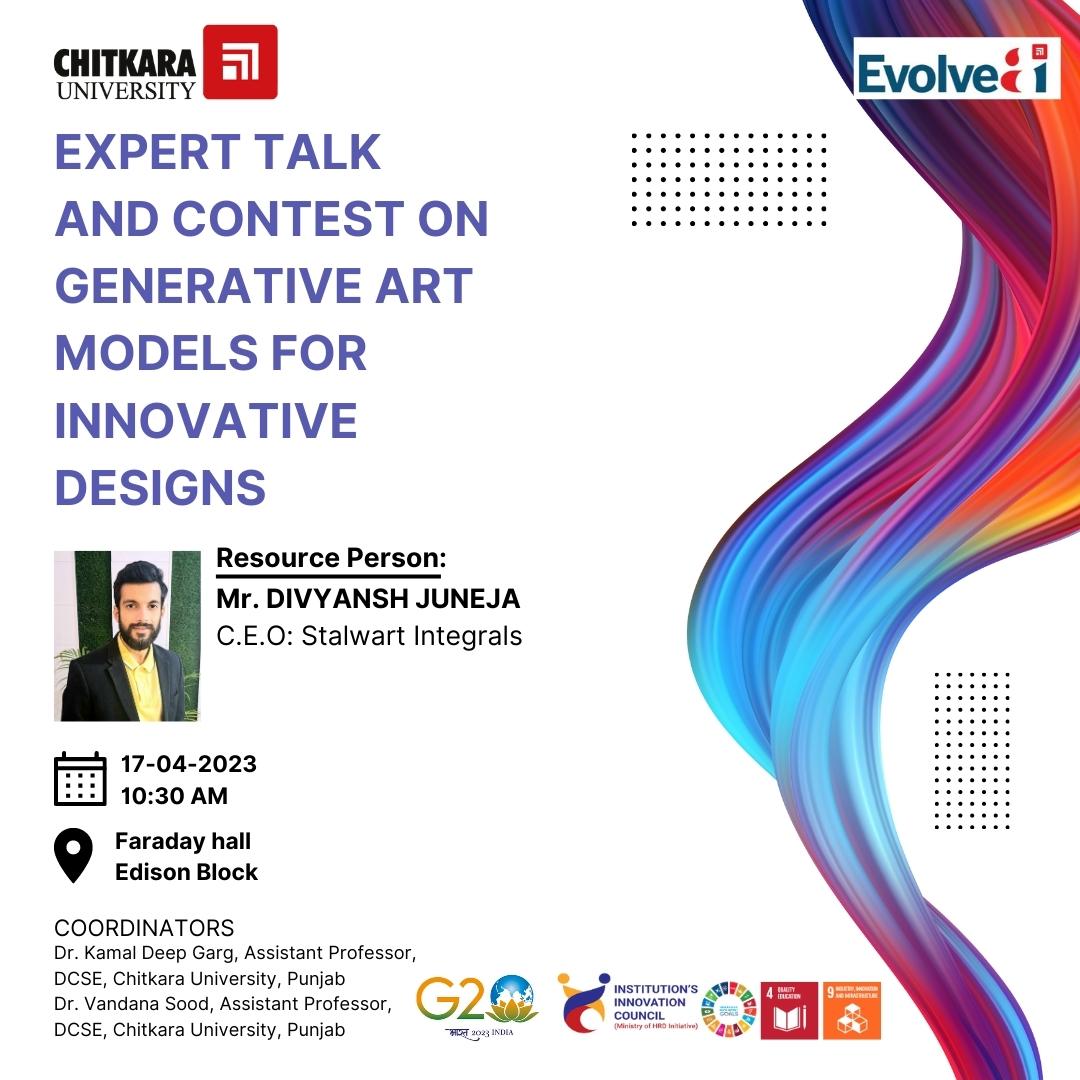 CHITKARA
UNIVERSITY
Evolve
EXPERT TALK
AND CONTEST ON
GENERATIVE ART
MODELS FOR
INNOVATIVE
DESIGNS
Resource Person:
Mr. DIVYANSH JUNEJA
C.E.O: Stalwart Integrals
17-04-2023
10:30 AM
Faraday hall
Edison Block
COORDINATORS
Dr. Kamal Deep Garg, Assistant Professor,
DCSE, Chitkara University, Punjab
Dr. Vandana Sood, Assistant Professor,
DCSE, Chitkara University, Punjab
G20
भारत 2023 INDIA
INSTITUTION'S
INNOVATION
COUNCIL
(Ministry of HRD Initiative)
GOALS
4 QUALITY
EDUCATION
9 INDUSTRY, INNOVATION
AND INFRASTRUCTURE